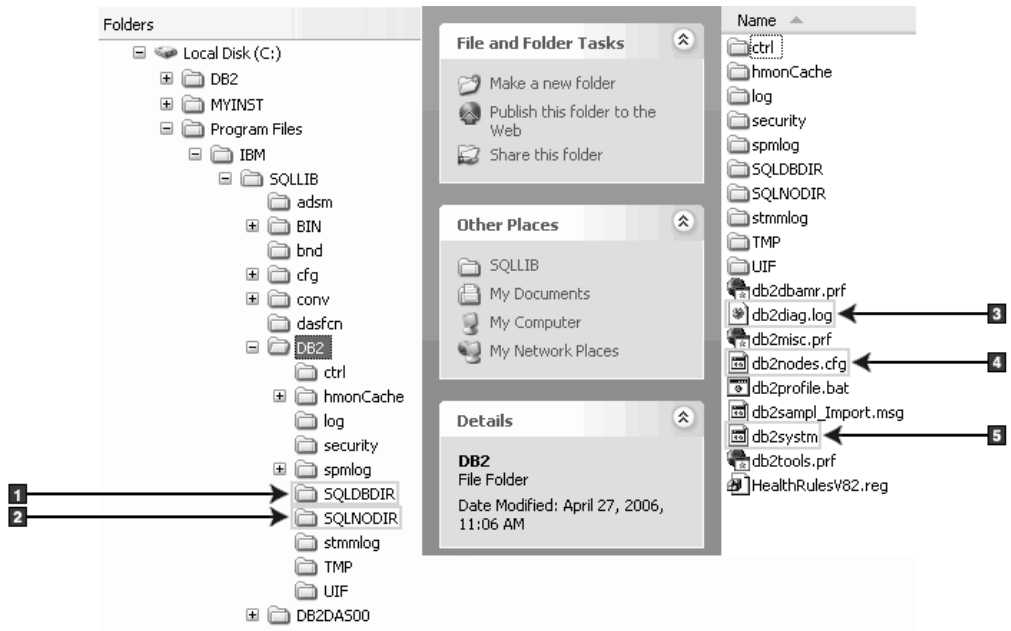 Folders
Local Disk (C:)
DB2
MYINST
Program Files
IBM
SQLLIB
adsm
BIN
bnd
cfg
conv
dasfcn
DB2
ctrl
hmonCache
log
security
spmlog
1
SQLDBDIR
2
SQLNODIR
stmmlog
TMP
UIF
DB2DAS00
File and Folder Tasks
Make a new folder
Publish this folder to the
Web
Share this folder
Other Places
SQLLIB
My Documents
My Computer
My Network Places
Details
DB2
File Folder
Date Modified: April 27, 2006,
11:06 AM
Name
ctrl
hmonCache
log
security
spmlog
SQLDBDIR
SQLNODIR
stmmlog
TMP
UIF
db2dbamr.prf
db2diag.log
3
db2misc.prf
db2nodes.cfg
4
db2profile.bat
db2sampl_Import.msg
db2systm
5
db2tools.prf
HealthRulesV82.reg